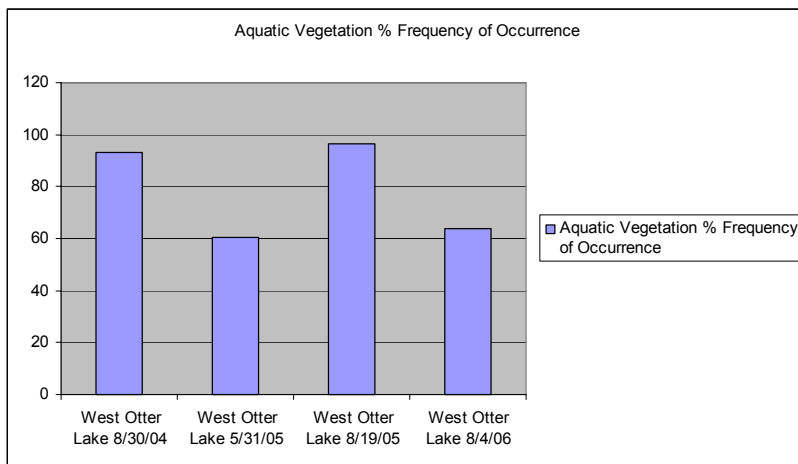 Aquatic Vegetation % Frequency of Occurrence
120
100
80
60
40
20
0
West Otter
Lake 8/30/04
West Otter
Lake 5/31/05
West Otter
Lake 8/19/05
West Otter
Lake 8/4/06
Aquatic Vegetation % Frequency
of Occurrence